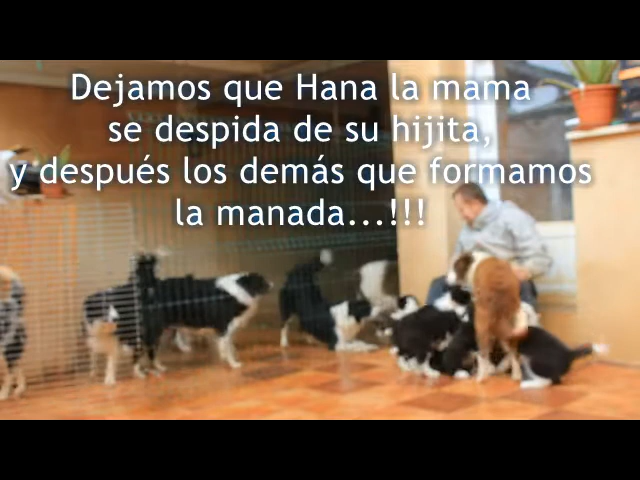 Dejamos que Hana la mama
se despida de su hijita,
y después los demás que formamos
la manada...!!!